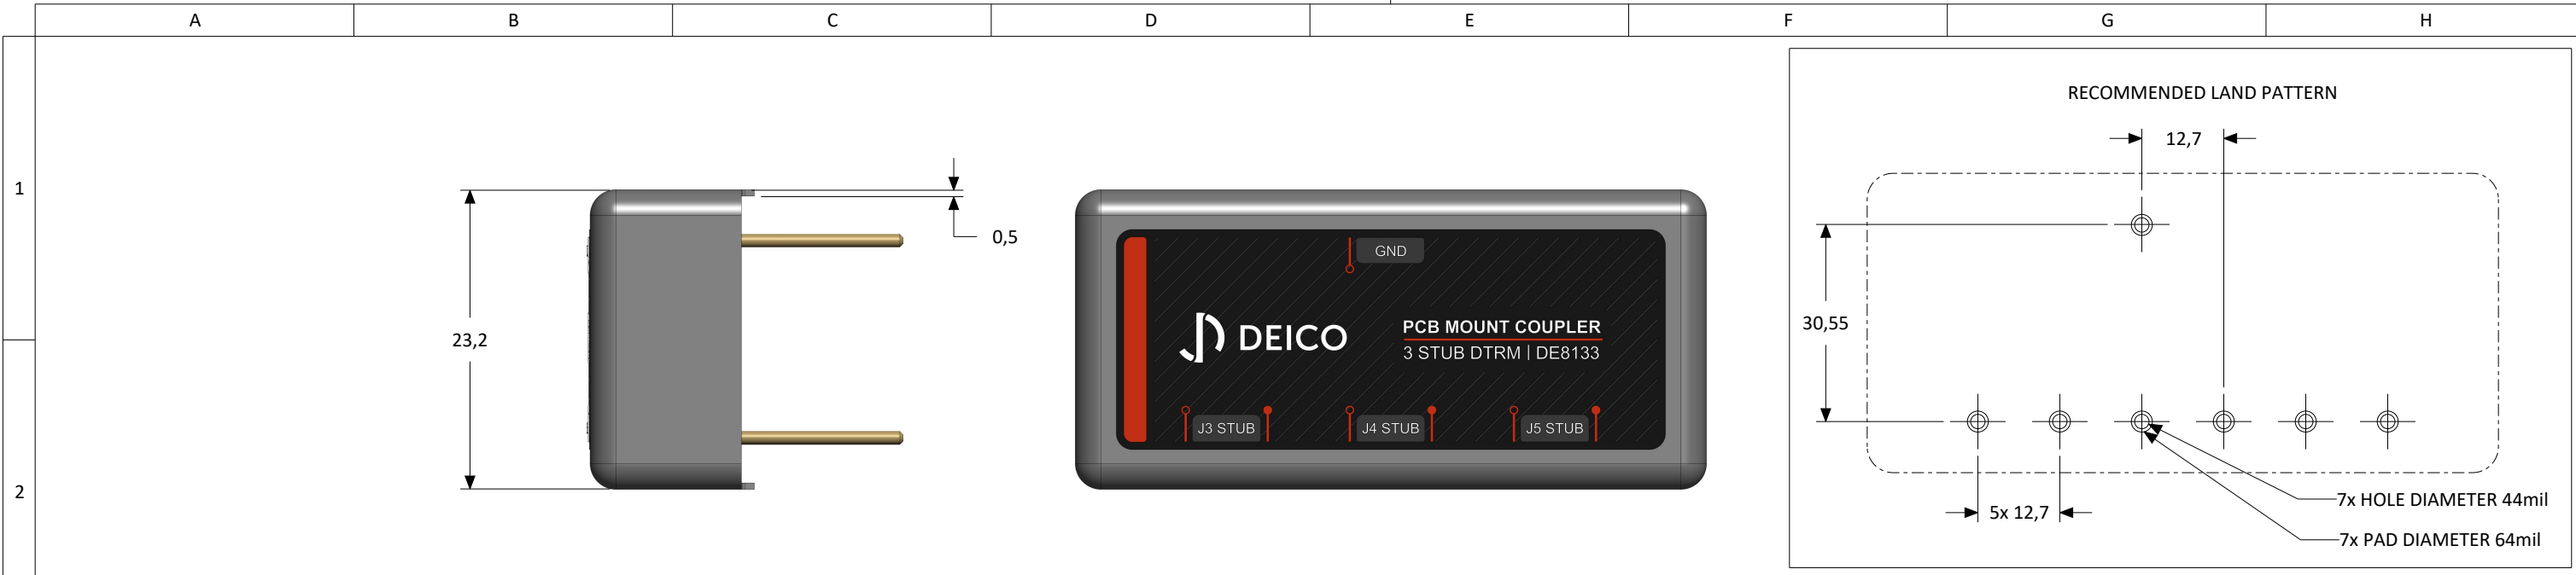 A B C D E F G H
RECOMMENDED LAND PATTERN
12,7
1
0,5
GND
30,55
23,2
DEICO
PCB MOUNT COUPLER
3 STUB DTRM | DE8133
J3 STUB J4 STUB J5 STUB
2
7x HOLE DIAMETER 44mil
5x 12,7
7x PAD DIAMETER 64mil